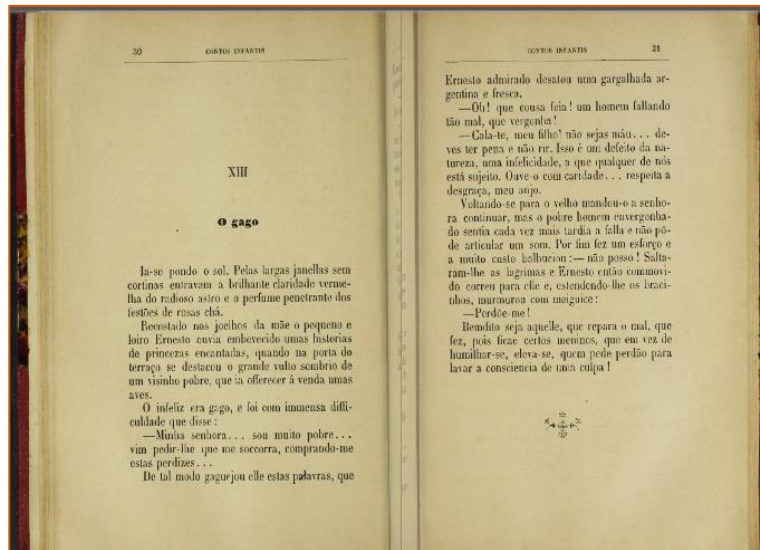 30
CONTOS INFANTIS
XIII
O gago
Ia-se pondo o sol. Pelas largas janellas sem
cortinas entravam a brilhante claridade verme-
lha do radioso astro e o perfume penetrante dos
festões de rosas chá.
Recostado nos joelhos da mãe o pequeno e
loiro Ernesto ouvia embevecido umas historias
de princezas encantadas, quando na porta do
terraço se destacou o grande vulto sombrio de
um visinho pobre, que ia offerecer á venda umas
aves.
O infeliz era gago, e foi com immensa diffi-
culdade que disse:
—Minha senhora... sou muito pobre...
vim pedir-lhe que me soccorra, comprando-me
estas perdizes...
De tal modo gaguejou elle estas palavras, que
CONTOS INFANTIS
31
Ernesto admirado desatou uma gargalhada ar-
gentina e fresca.
—Oh! que cousa feia! um homem fallando
tão mal, que vergonha!
—Cala-te, meu filho! não sejas máu... de-
ves ter pena e não rir. Isso é um defeito da na-
tureza, uma infelicidade, a que qualquer de nós
está sujeito. Ouve-o com caridade... respeita a
desgraça, meu anjo.
Voltando-se para o velho mandou-o a senho-
ra continuar, mas o pobre homem envergonha-
do sentia cada vez mais tardia a falla e não pô-
de articular um som. Por fim fez um esforço e
a muito custo balbuciou:— não posso! Salta-
ram-lhe as lagrimas e Ernesto então commovi-
do correu para elle e, estendendo-lhe os braci-
nhos, murmurou com meiguice:
—Perdôe-me!
Bemdito seja aquelle, que repara o mal, que
fez, pois ficae certos meninos, que em vez de
humilhar-se, eleva-se, quem pede perdão para
lavar a consciencia de uma culpa!